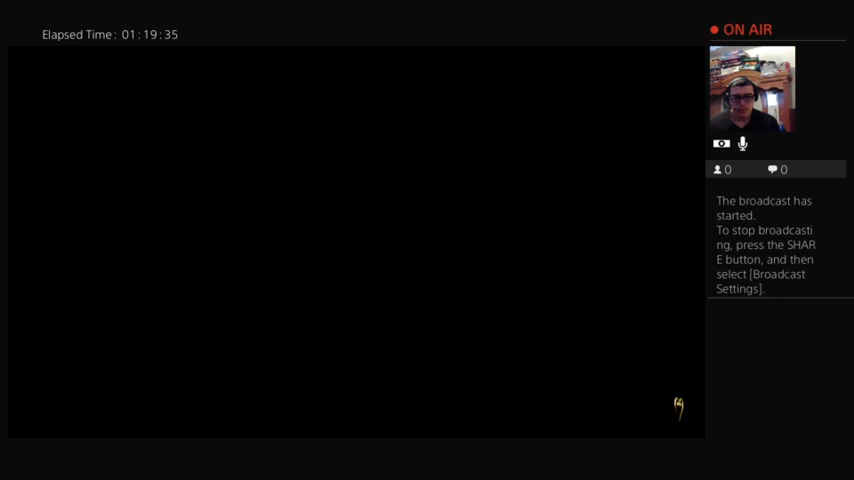 Elapsed Time: 01:19:35
ON AIR
0 0
The broadcast has
started.
To stop broadcasti
ng, press the SHAR
E button, and then
select [Broadcast
Settings].